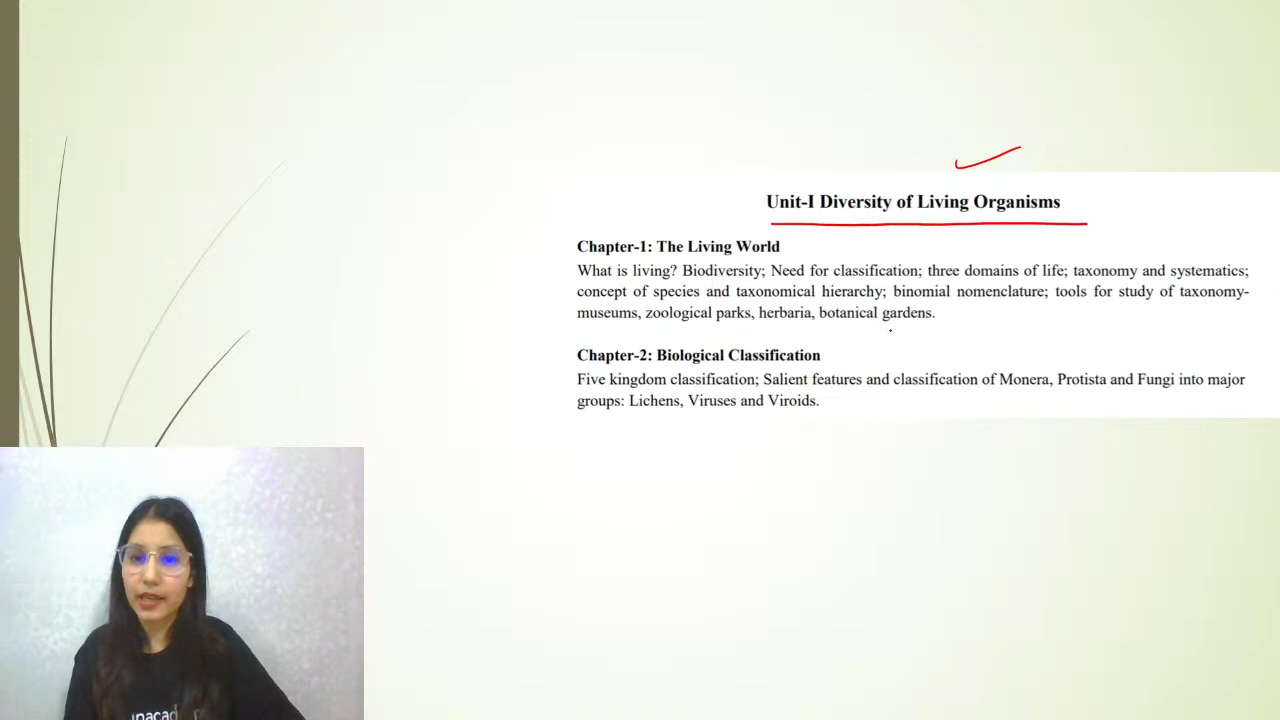 Unit-I Diversity of Living Organisms
Chapter-1: The Living World
What is living? Biodiversity; Need for classification; three domains of life; taxonomy and systematics;
concept of species and taxonomical hierarchy; binomial nomenclature; tools for study of taxonomy-
museums, zoological parks, herbaria, botanical gardens.
Chapter-2: Biological Classification
Five kingdom classification; Salient features and classification of Monera, Protista and Fungi into major
groups: Lichens, Viruses and Viroids.